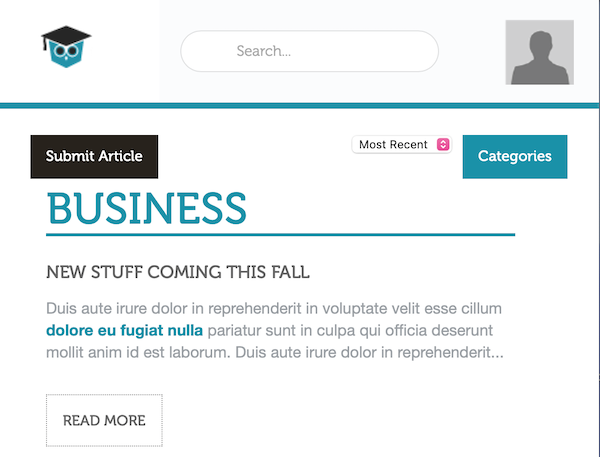 Search...
Submit Article
Most Recent
Categories
BUSINESS
NEW STUFF COMING THIS FALL
Duis aute irure dolor in reprehenderit in voluptate velit esse cillum
dolore eu fugiat nulla pariatur sunt in culpa qui officia deserunt
mollit anim id est laborum. Duis aute irure dolor in reprehenderit...
READ MORE